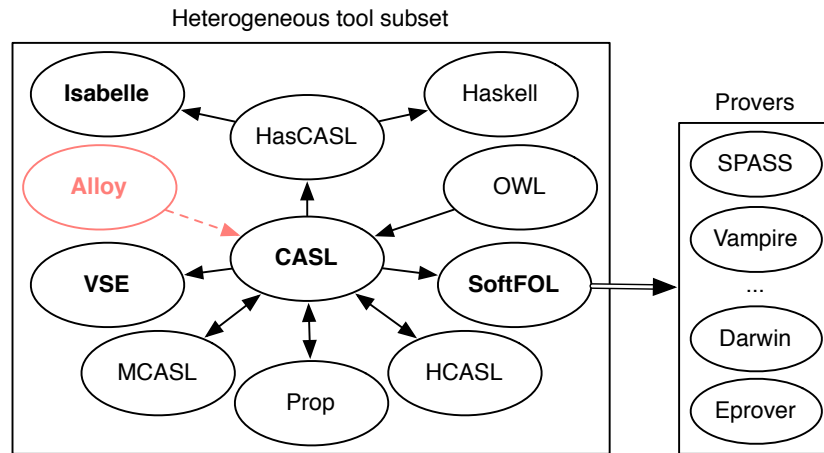 Heterogeneous tool subset
Isabelle
Haskell
HasCASL
Alloy
OWL
CASL
VSE
SoftFOL
MCASL
HCASL
Prop
Provers
SPASS
Vampire
...
Darwin
Eprover